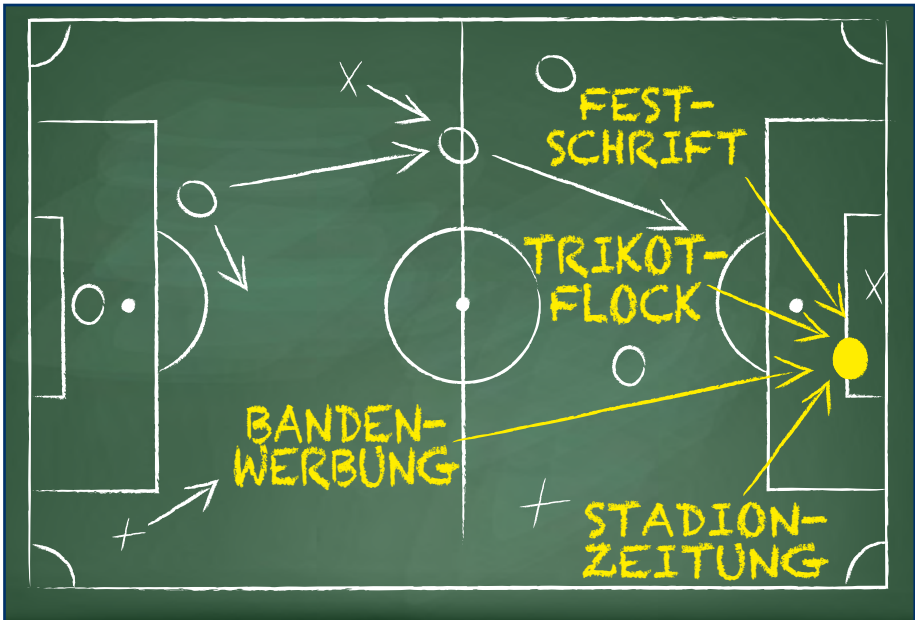 FEST-
SCHRIFT
TRIKOT-
FLOCK
BANDEN-
WERBUNG
STADION-
ZEITUNG